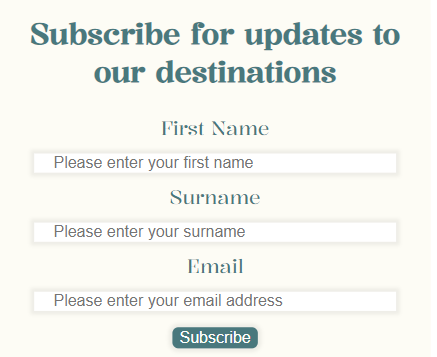 Subscribe for updates to
our destinations
First Name
Please enter your first name
Surname
Please enter your surname
Email
Please enter your email address
Subscribe